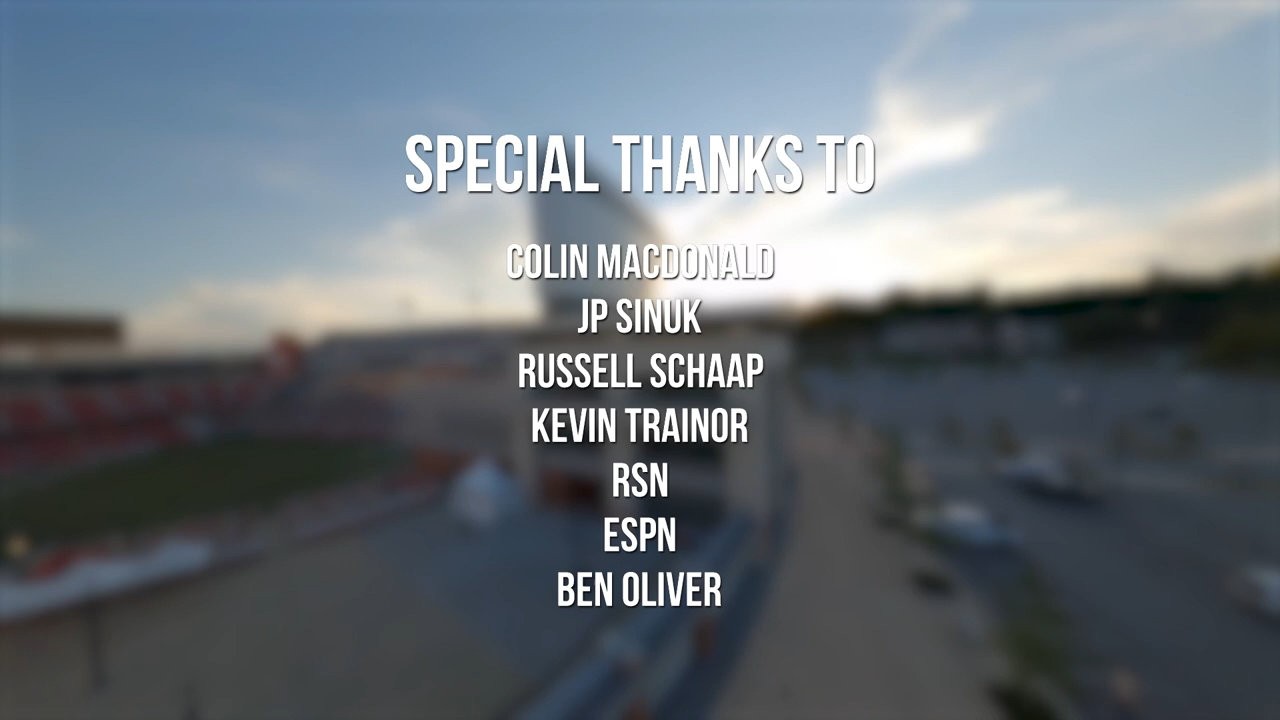 SPECIAL THANKS TO
COLIN MACDONALD
JP SINUK
RUSSELL SCHAAP
KEVIN TRAINOR
RSN
ESPN
BEN OLIVER